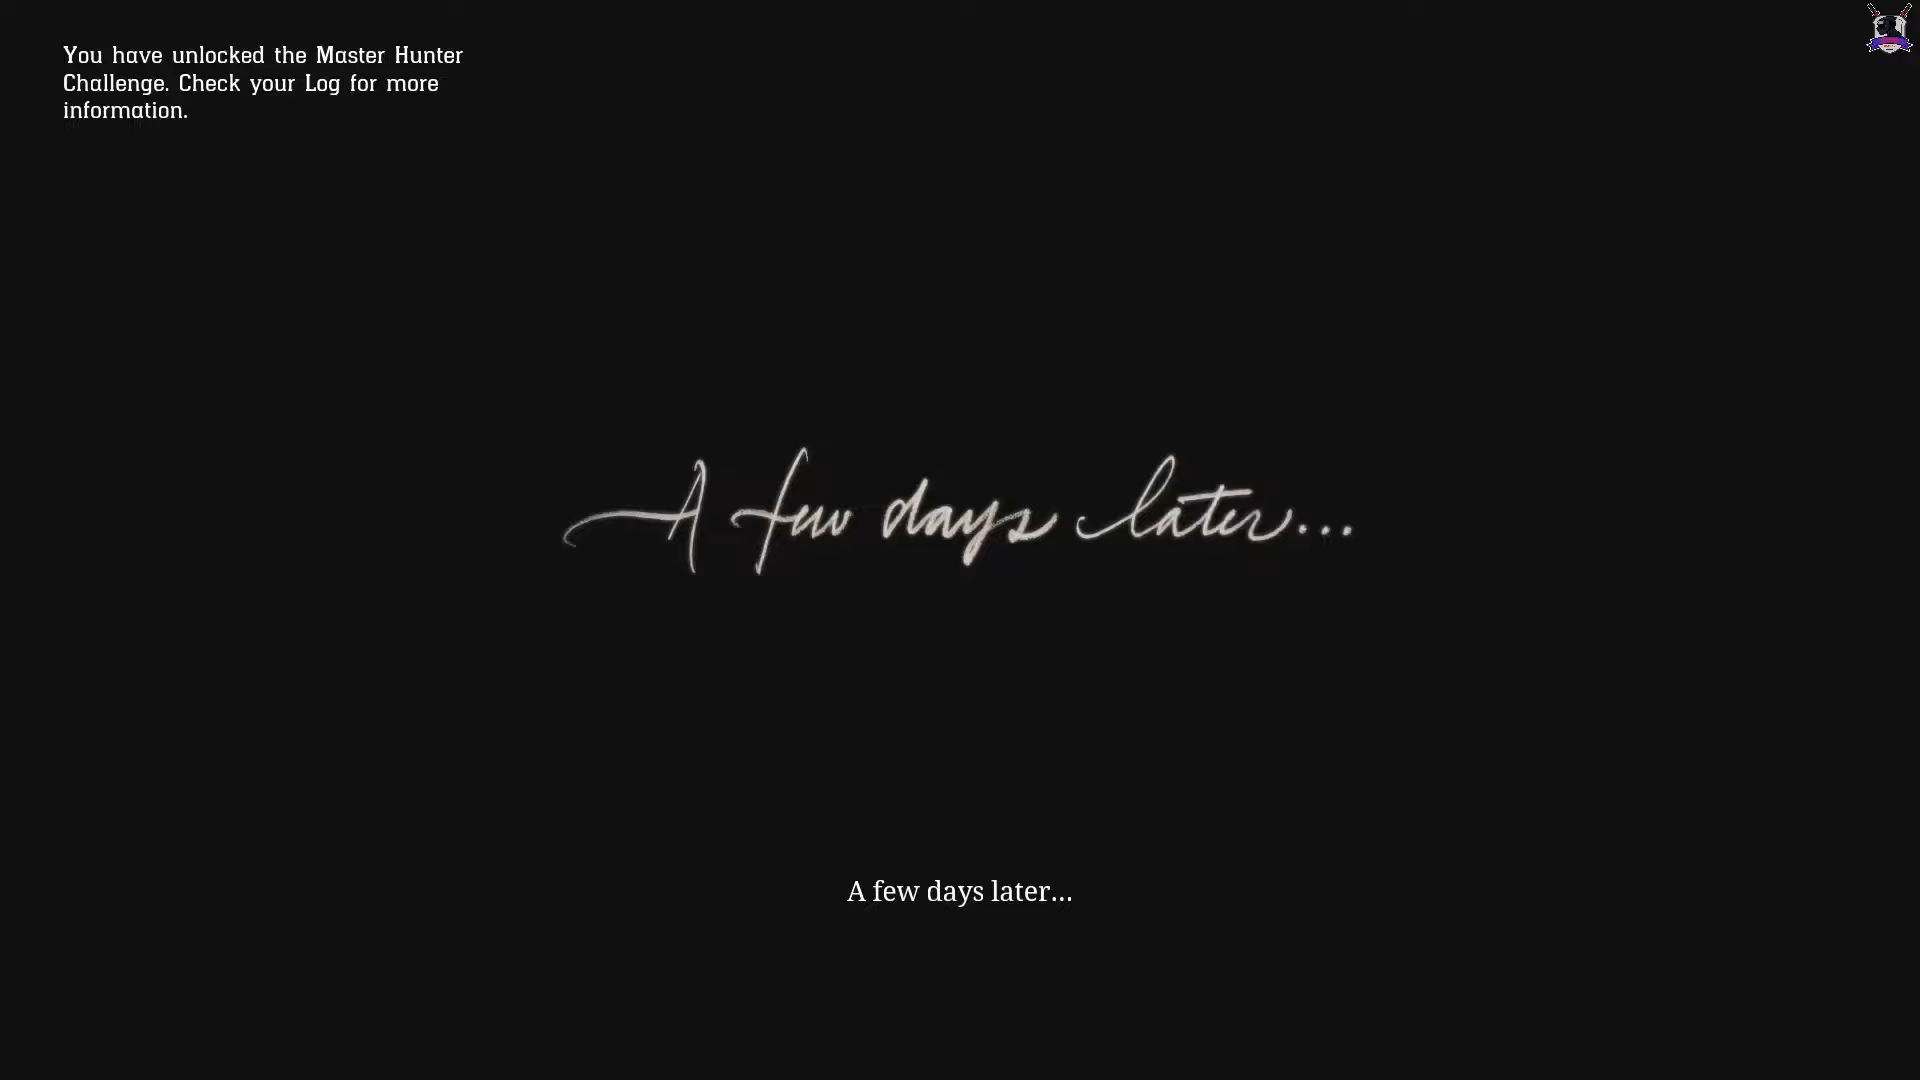 You have unlocked the Master Hunter
Challenge. Check your Log for more
information.
A few days later...
A few days later...